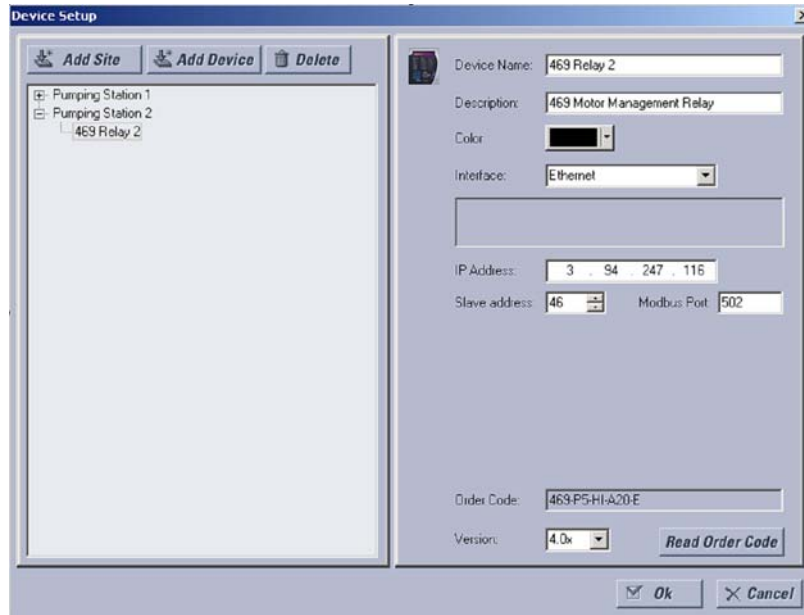 Device Setup
Add Site
Add Device
Delete
Pumping Station 1
Pumping Station 2
469 Relay 2
Device Name: 469 Relay 2
Description: 469 Motor Management Relay
Color
Interface: Ethernet
IP Address: 3 . 94 . 247 . 116
Slave address: 46 Modbus Port: 502
Order Code: 469-P5-HI-A20-E
Version: 4.0x
Read Order Code
Ok
Cancel